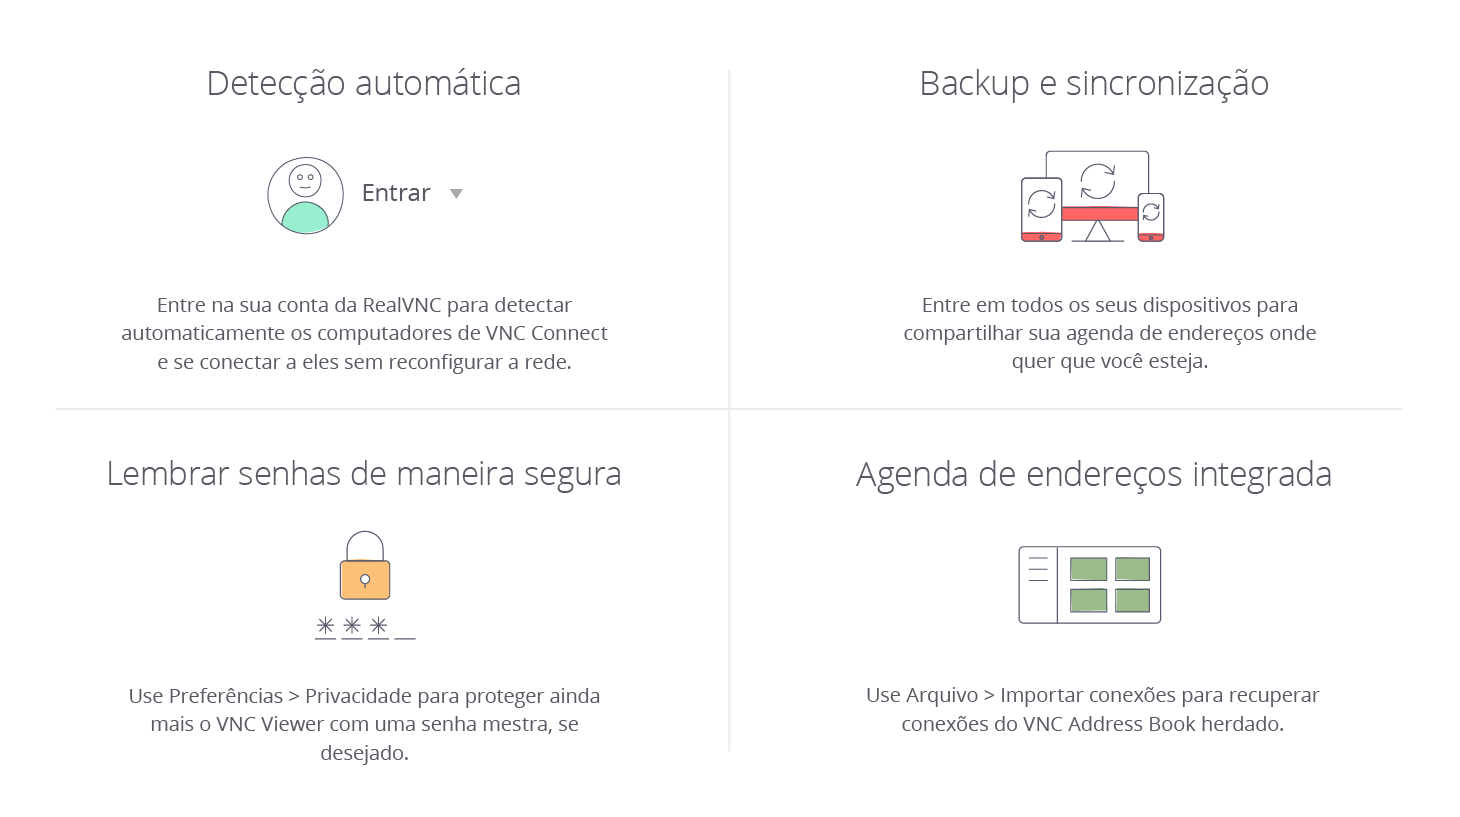 Detecção automática
Entrar
Entre na sua conta da RealVNC para detectar
automaticamente os computadores de VNC Connect
e se conectar a eles sem reconfigurar a rede.
Backup e sincronização
Entre em todos os seus dispositivos para
compartilhar sua agenda de endereços onde
quer que você esteja.
Lembrar senhas de maneira segura
Use Preferências > Privacidade para proteger ainda
mais o VNC Viewer com uma senha mestra, se
desejado.
Agenda de endereços integrada
Use Arquivo > Importar conexões para recuperar
conexões do VNC Address Book herdado.